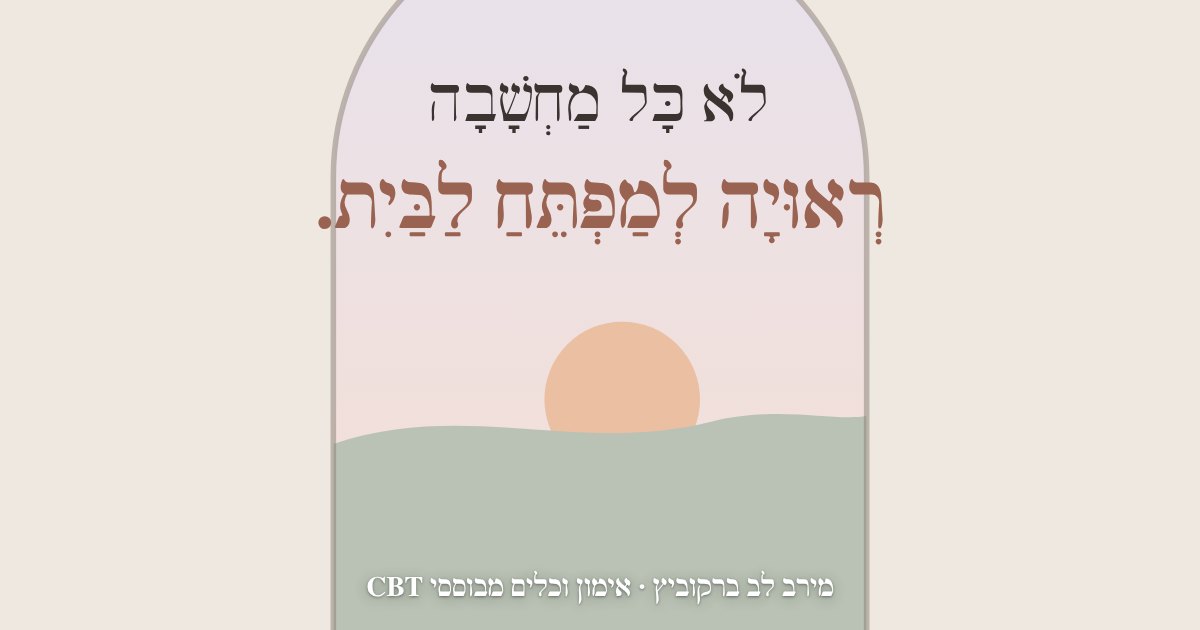 לֹא כָּל מַחְשָׁבָה
רְאוּיָה לְמַפְתֵּחַ לַבַּיִת.
מירב לב ברקוביץ · אימון וכלים מבוססי CBT